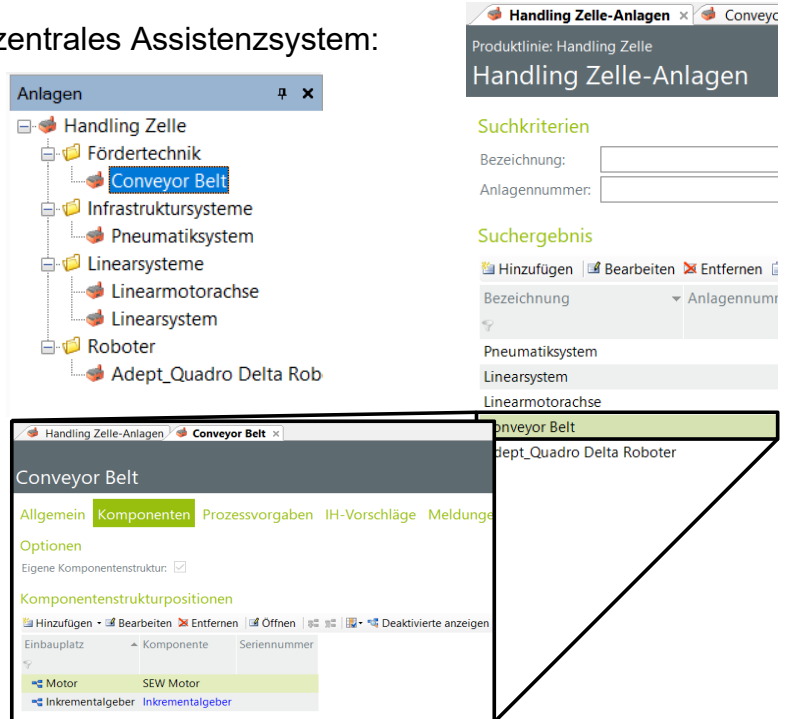 zentrales Assistenzsystem:
Anlagen
Handling Zelle
Fördertechnik
Conveyor Belt
Infrastruktursysteme
Pneumatiksystem
Linearsysteme
Linearmotorachse
Linearsystem
Roboter
Adept_Quadro Delta Rob
Handling Zelle-Anlagen × Conveyo
Produktlinie: Handling Zelle
Handling Zelle-Anlagen
Suchkriterien
Bezeichnung:
Anlagennummer:
Suchergebnis
Hinzufügen Bearbeiten Entfernen
Bezeichnung Anlagennum
Pneumatiksystem
Linearsystem
Linearmotorachse
onveyor Belt
dept_Quadro Delta Roboter
Handling Zelle-Anlagen Conveyor Belt ×
Conveyor Belt
Allgemein Komponenten Prozessvorgaben IH-Vorschläge Meldunge
Optionen
Eigene Komponentenstruktur:
Komponentenstrukturpositionen
Hinzufügen Bearbeiten Entfernen Öffnen Deaktivierte anzeigen
Einbauplatz Komponente Seriennummer
Motor SEW Motor
Inkrementalgeber Inkrementalgeber